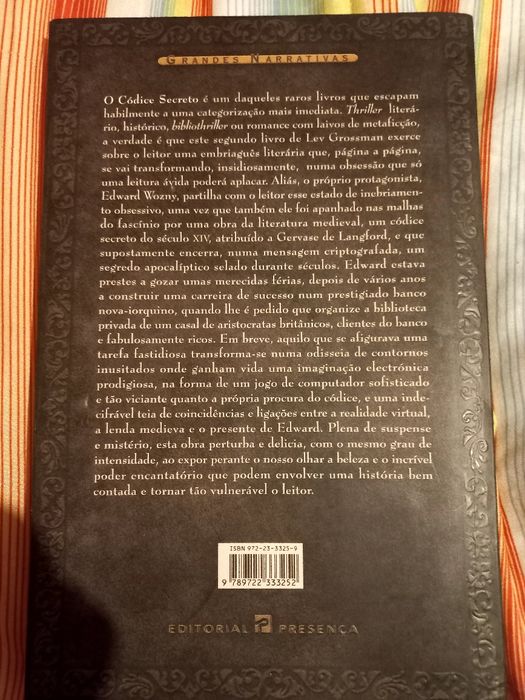 GRANDES NARRATIVAS
O Códice Secreto é um daqueles raros livros que escapam
habilmente a uma categorização mais imediata. Thriller literá-
rio, histórico, bibliothriller ou romance com laivos de metaficção,
a verdade é que este segundo livro de Lev Grossman exerce
sobre o leitor uma embriaguês literária que, página a página,
se vai transformando, insidiosamente, numa obsessão que só
uma leitura ávida poderá aplacar. Aliás, o próprio protagonista,
Edward Wozny, partilha com o leitor esse estado de inebriamen-
to obsessivo, uma vez que também ele foi apanhado nas malhas
do fascínio por uma obra da literatura medieval, um códice
secreto do século XIV, atribuído a Gervase de Langford, e que
supostamente encerra, numa mensagem criptografada, um
segredo apocalíptico selado durante séculos. Edward estava
prestes a gozar umas merecidas férias, depois de vários anos
a construir uma carreira de sucesso num prestigiado banco
nova-iorquino, quando lhe é pedido que organize a biblioteca
privada de um casal de aristocratas britânicos, clientes do banco
e fabulosamente ricos. Em breve, aquilo que se afigurava uma
tarefa fastidiosa transforma-se numa odisseia de contornos
inusitados onde ganham vida uma imaginação electrónica
prodigiosa, na forma de um jogo de computador sofisticado
e tão viciante quanto a própria procura do códice, e uma inde-
cifrável teia de coincidências e ligações entre a realidade virtual,
a lenda medieva e o presente de Edward. Plena de suspense
e mistério, esta obra perturba e delicia, com o mesmo grau de
intensidade, ao expor perante o nosso olhar a beleza e o incrível
poder encantatório que podem envolver uma história bem
contada e tornar tão vulnerável o leitor.
ISBN 972-23-3325-9
9 789722 333252
EDITORIAL P PRESENÇA